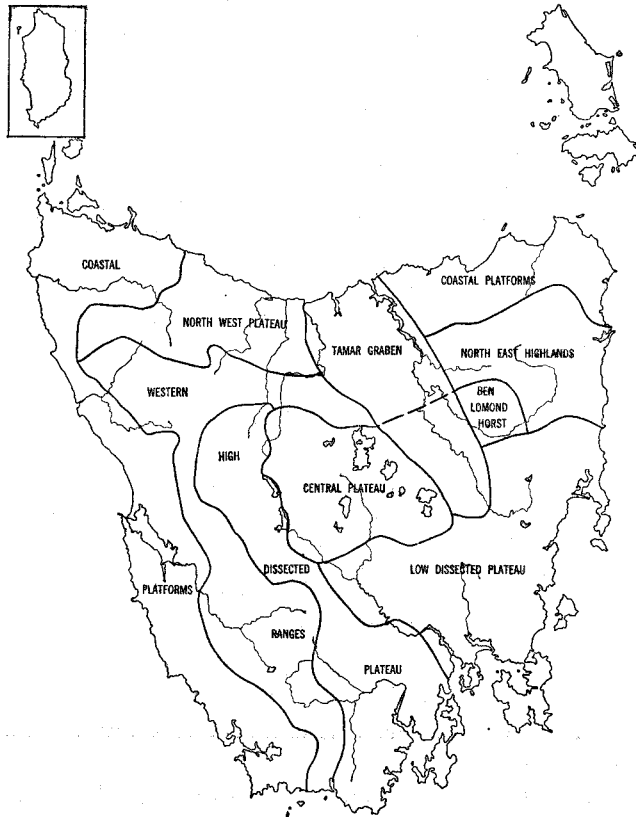 ?
COASTAL
COASTAL PLATFORMS
NORTH WEST PLATEAU
TAMAR GRABEN
NORTH EAST HIGHLANDS
WESTERN
BEN
LOMOND
HORST
HIGH
CENTRAL PLATEAU
DISSECTED
LOW DISSECTED PLATEAU
PLATFORMS
RANGES
PLATEAU